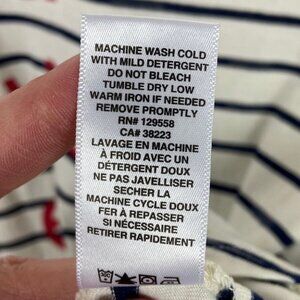 MACHINE WASH COLD
WITH MILD DETERGENT
DO NOT BLEACH
TUMBLE DRY LOW
WARM IRON IF NEEDED
REMOVE PROMPTLY
RN# 129558
CA# 38223
LAVAGE EN MACHINE
À FROID AVEC UN
DÉTERGENT DOUX
NE PAS JAVELLISER
SECHER LA
MACHINE CYCLE DOUX
FER À REPASSER
SI NÉCESSAIRE
RETIRER RAPIDEMENT